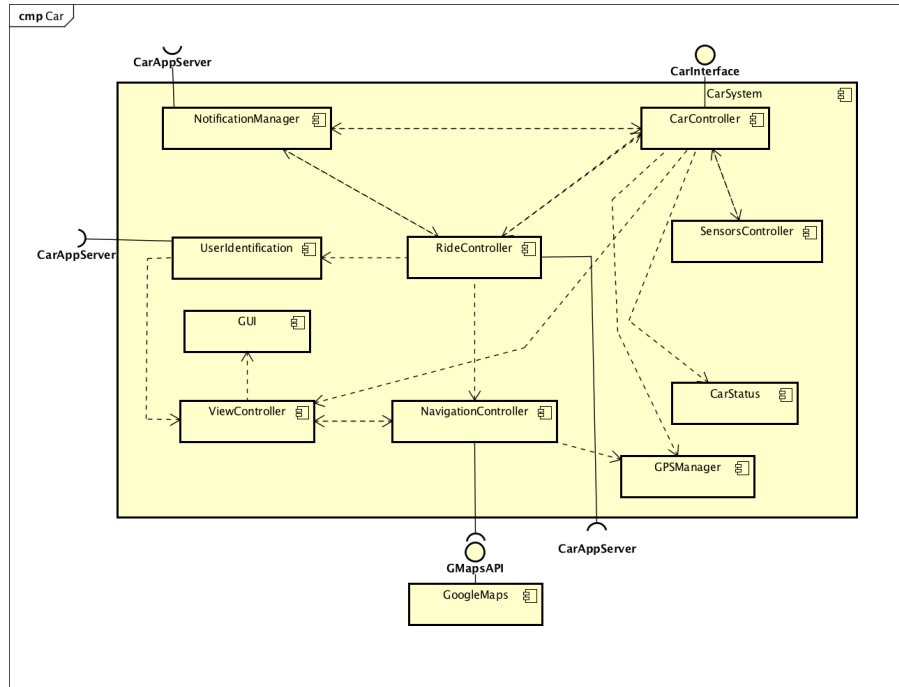 cmp Car
CarAppServer
CarInterface
CarSystem
NotificationManager
CarController
CarAppServer
UserIdentification
RideController
SensorsController
GUI
CarStatus
ViewController
NavigationController
GPSManager
CarAppServer
GMapsAPI
GoogleMaps